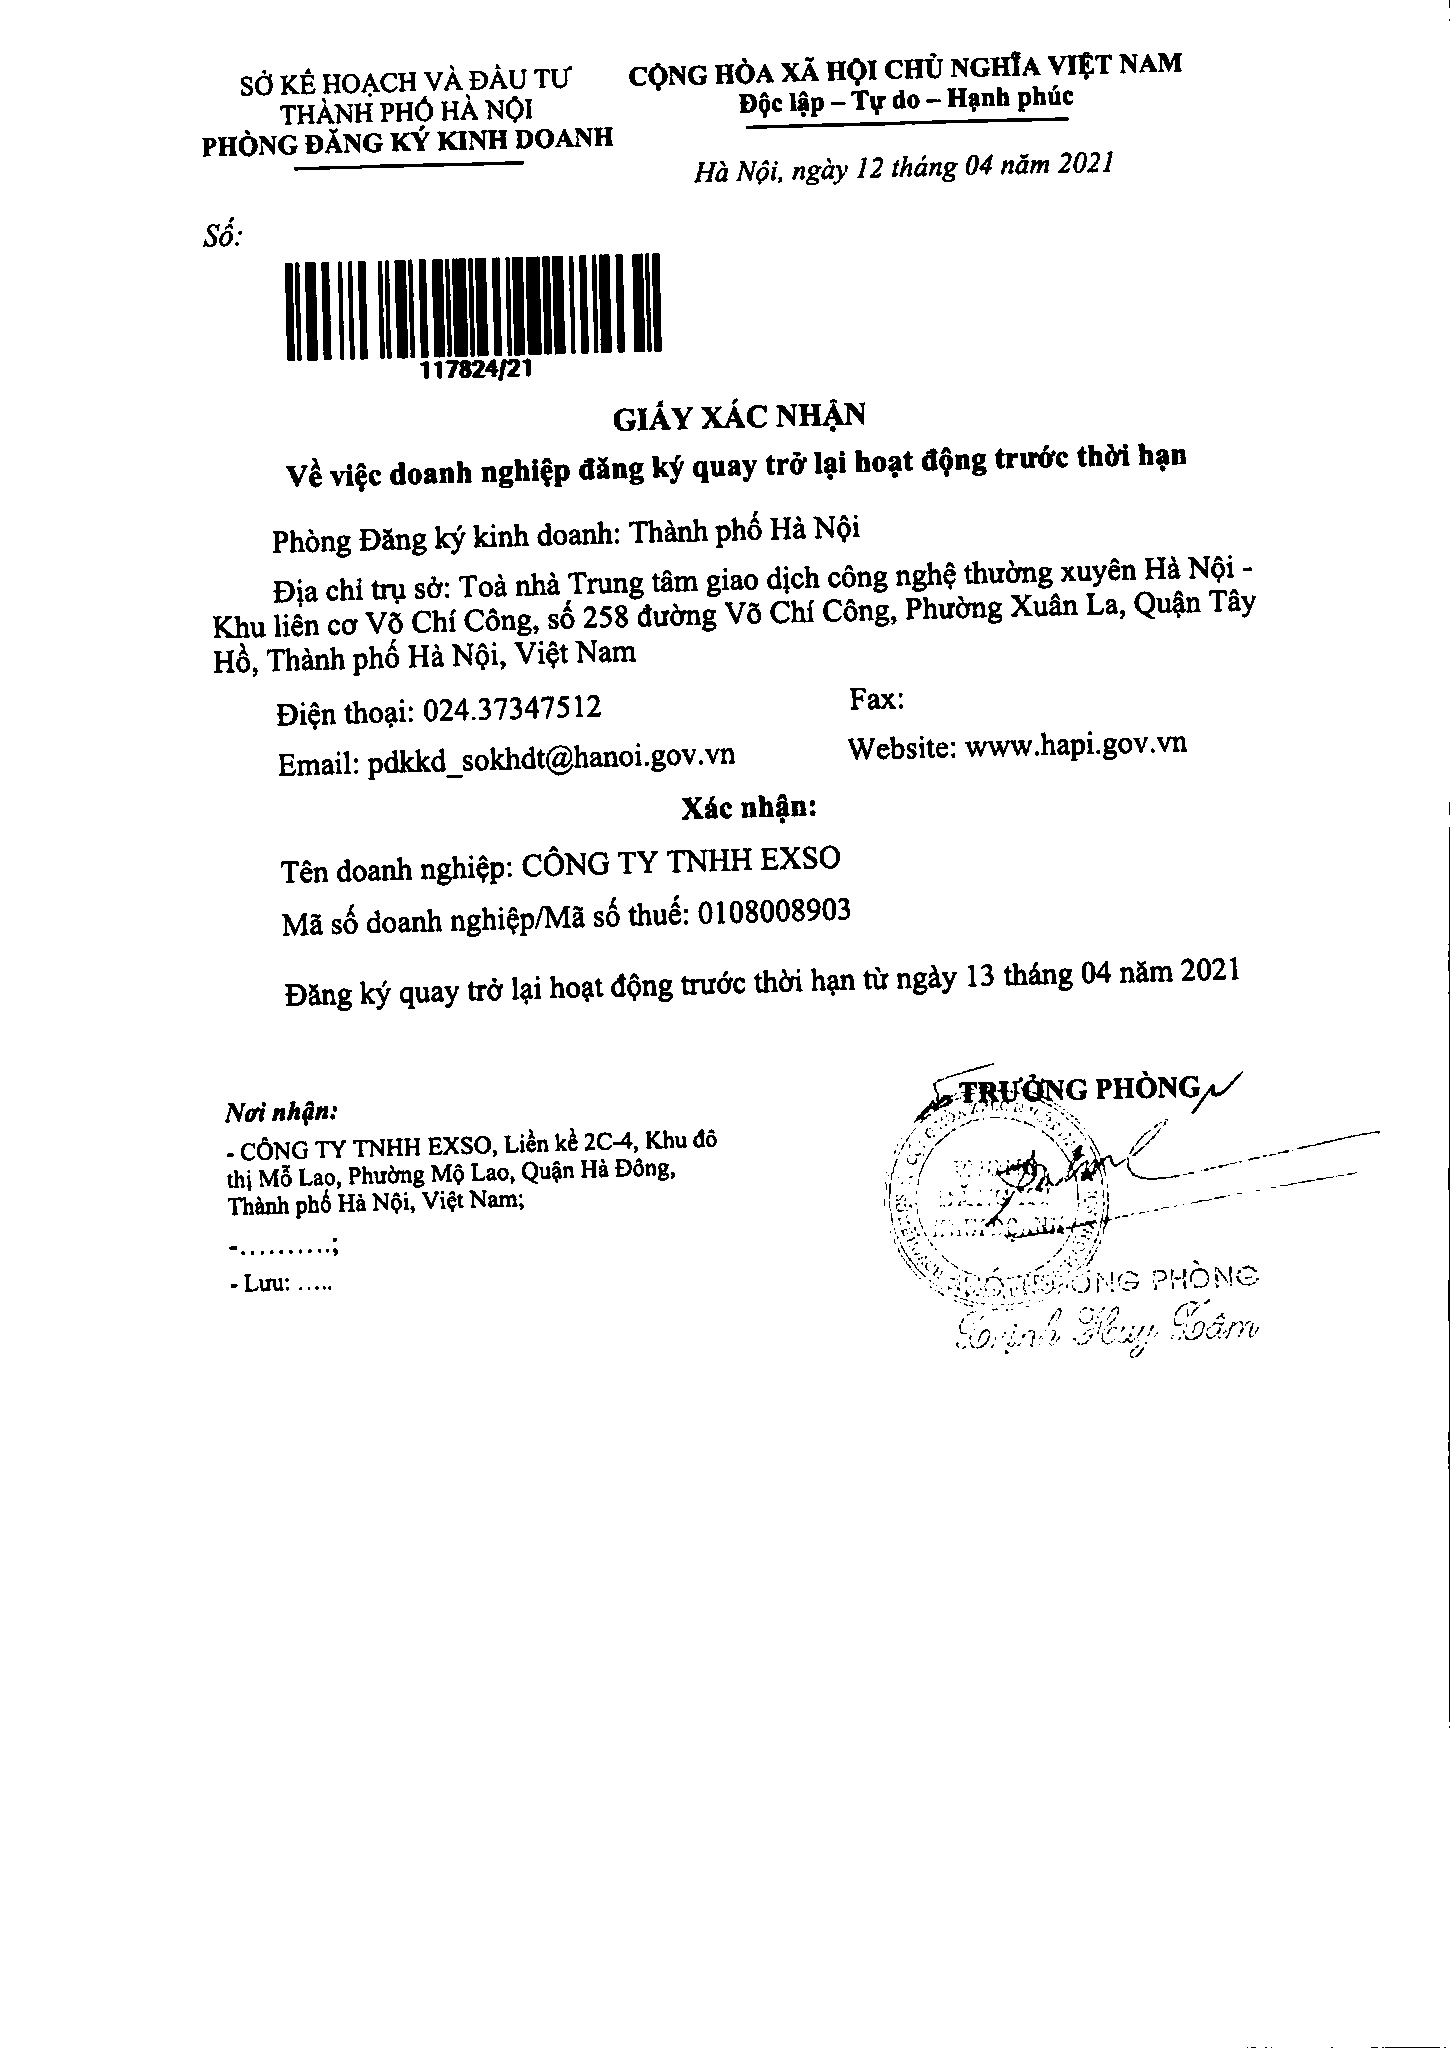 SỞ KẾ HOẠCH VÀ ĐẦU TƯ
THÀNH PHỐ HÀ NỘI
PHÒNG ĐĂNG KÝ KINH DOANH
CỘNG HÒA XÃ HỘI CHỦ NGHĨA VIỆT NAM
Độc lập – Tự do – Hạnh phúc
Hà Nội, ngày 12 tháng 04 năm 2021
Số:
117824/21
GIẤY XÁC NHẬN
Về việc doanh nghiệp đăng ký quay trở lại hoạt động trước thời hạn
Phòng Đăng ký kinh doanh: Thành phố Hà Nội
Địa chỉ trụ sở: Toà nhà Trung tâm giao dịch công nghệ thường xuyên Hà Nội -
Khu liên cơ Võ Chí Công, số 258 đường Võ Chí Công, Phường Xuân La, Quận Tây
Hồ, Thành phố Hà Nội, Việt Nam
Điện thoại: 024.37347512 Fax:
Email: pdkkd_sokhdt@hanoi.gov.vn Website: www.hapi.gov.vn
Xác nhận:
Tên doanh nghiệp: CÔNG TY TNHH EXSO
Mã số doanh nghiệp/Mã số thuế: 0108008903
Đăng ký quay trở lại hoạt động trước thời hạn từ ngày 13 tháng 04 năm 2021
Nơi nhận:
- CÔNG TY TNHH EXSO, Liền kề 2C-4, Khu đô
thị Mỗ Lao, Phường Mộ Lao, Quận Hà Đông,
Thành phố Hà Nội, Việt Nam;
-..........;
- Lưu: .....
TRƯỞNG PHÒNG
PHÓ TRƯỞNG PHÒNG
Trịnh Huy Tâm